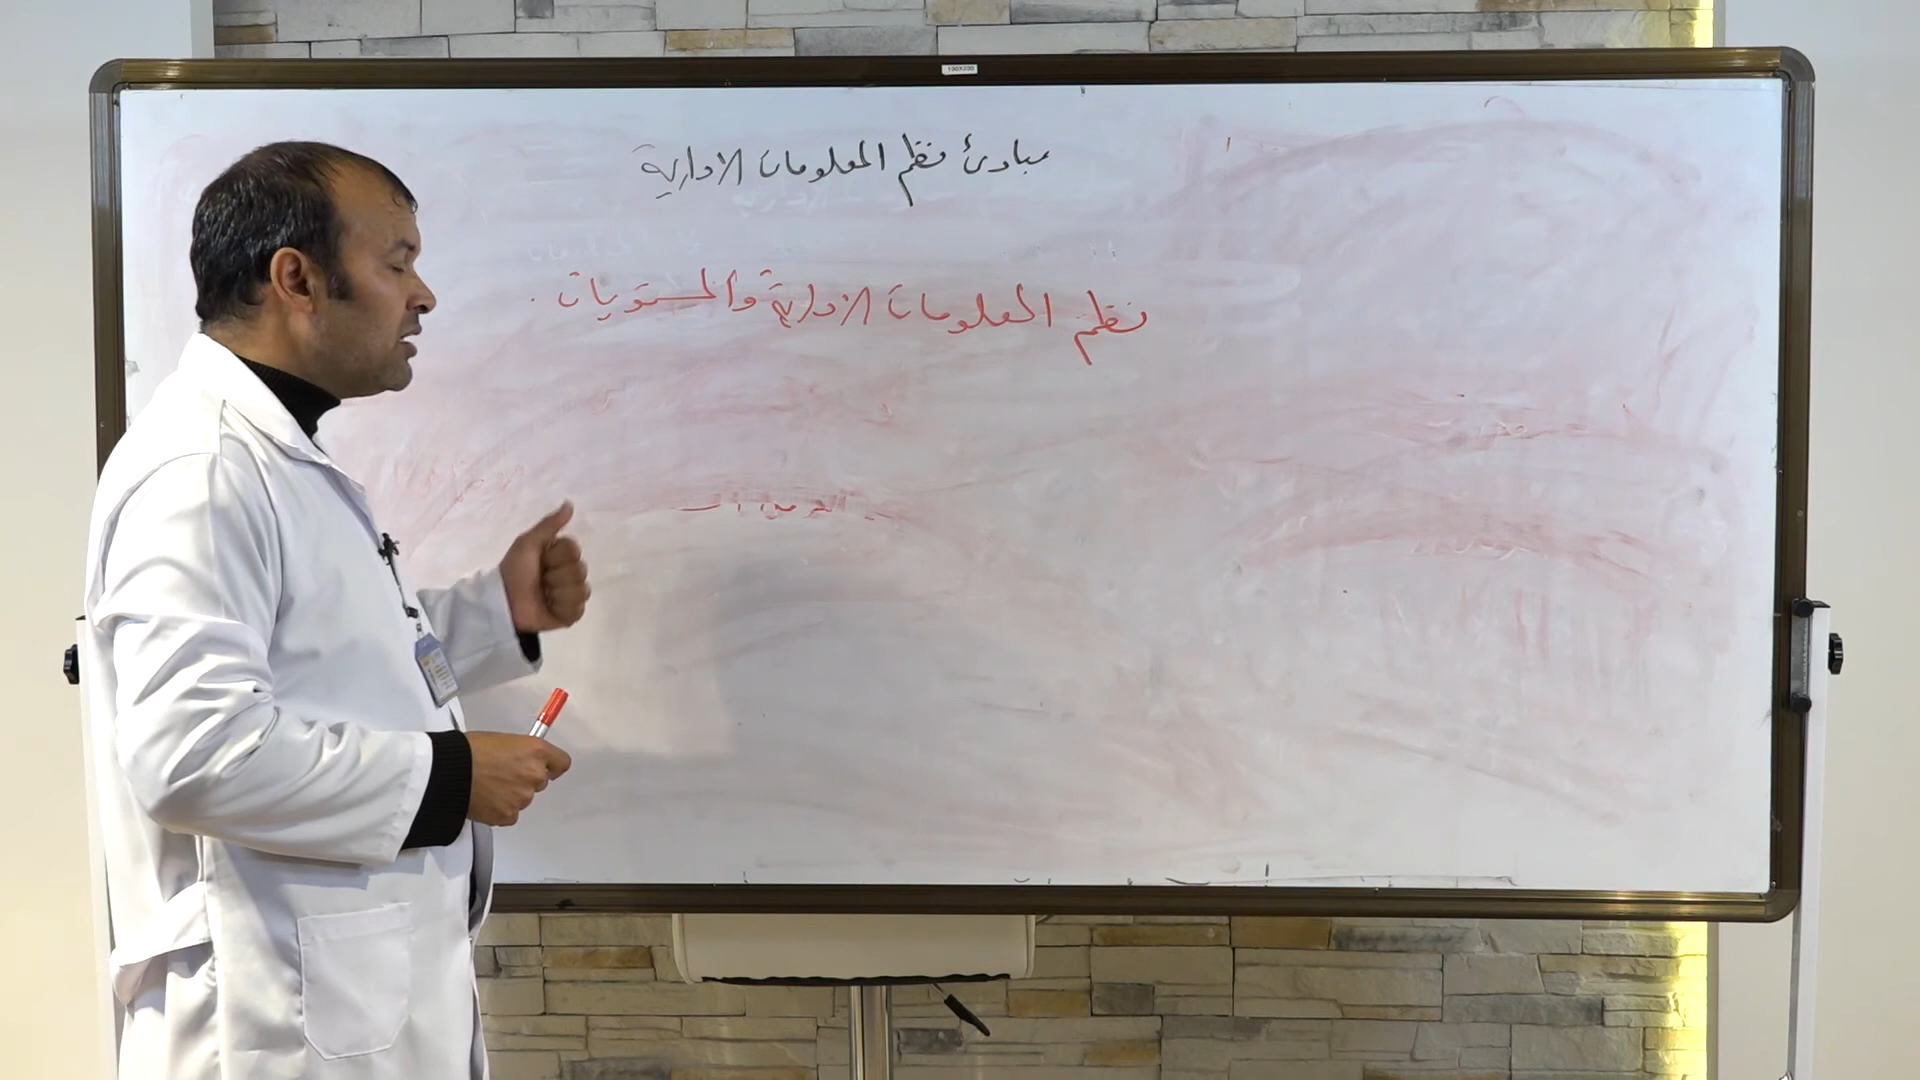 مبادئ نظم المعلومات الادارية
نظم المعلومات الادارية والمستويات .